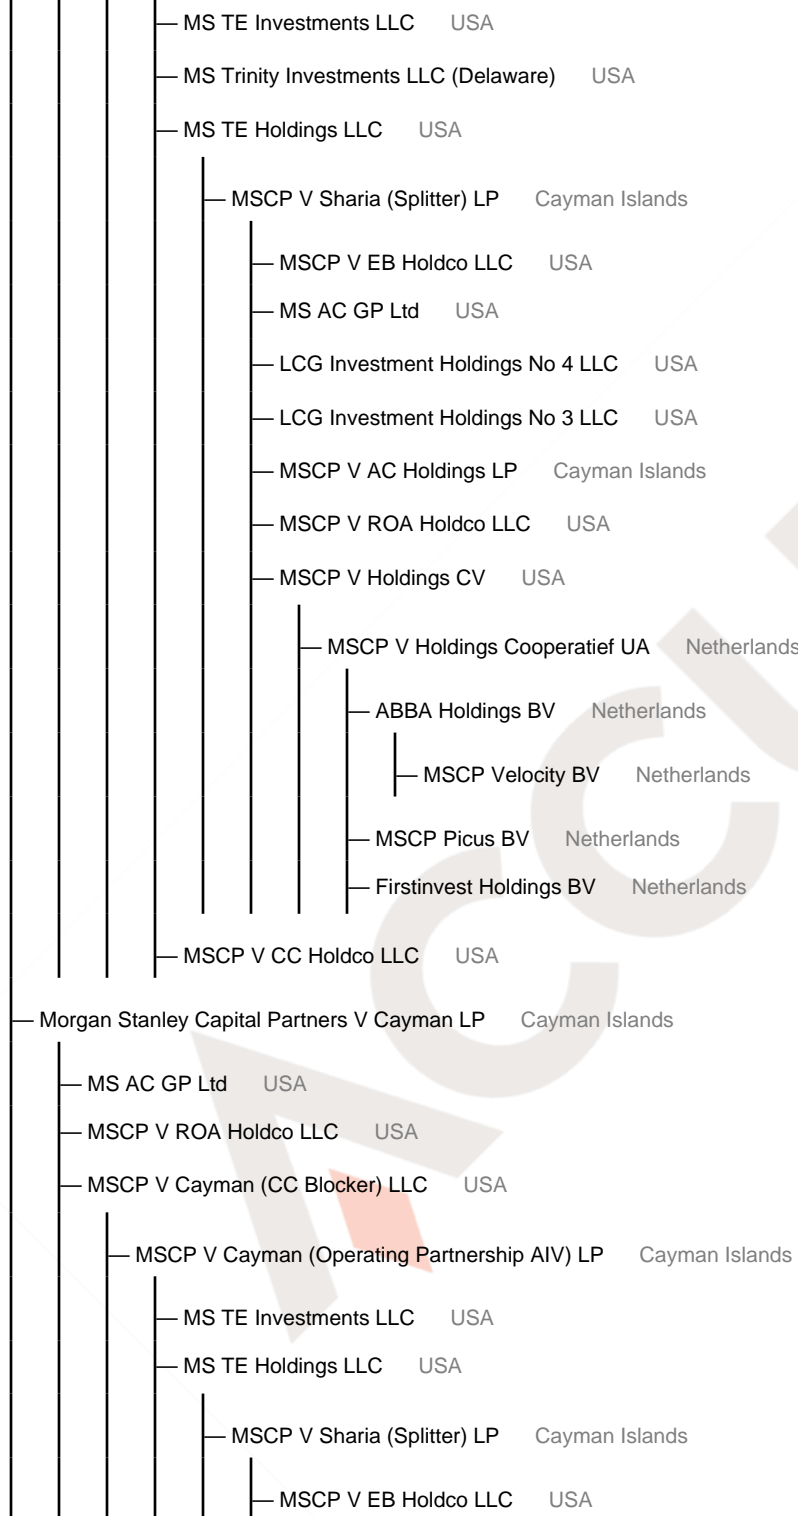 MS TE Investments LLC USA
MS Trinity Investments LLC (Delaware) USA
MS TE Holdings LLC USA
MSCP V Sharia (Splitter) LP Cayman Islands
MSCP V EB Holdco LLC USA
MS AC GP Ltd USA
LCG Investment Holdings No 4 LLC USA
LCG Investment Holdings No 3 LLC USA
MSCP V AC Holdings LP Cayman Islands
MSCP V ROA Holdco LLC USA
MSCP V Holdings CV USA
MSCP V Holdings Cooperatief UA Netherlands
ABBA Holdings BV Netherlands
MSCP Velocity BV Netherlands
MSCP Picus BV Netherlands
Firstinvest Holdings BV Netherlands
MSCP V CC Holdco LLC USA
Morgan Stanley Capital Partners V Cayman LP Cayman Islands
MS AC GP Ltd USA
MSCP V ROA Holdco LLC USA
MSCP V Cayman (CC Blocker) LLC USA
MSCP V Cayman (Operating Partnership AIV) LP Cayman Islands
MS TE Investments LLC USA
MS TE Holdings LLC USA
MSCP V Sharia (Splitter) LP Cayman Islands
MSCP V EB Holdco LLC USA